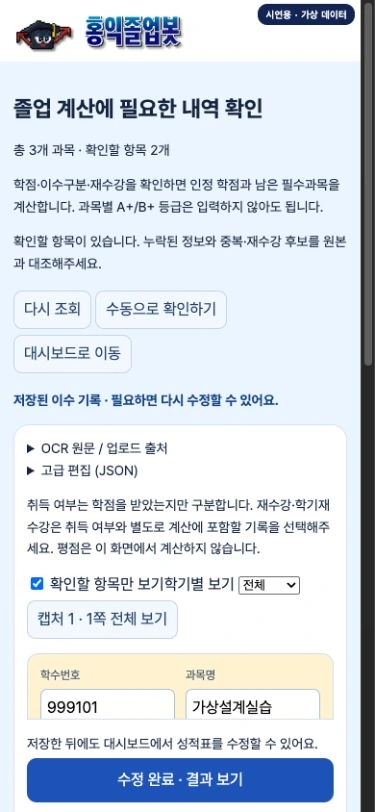 홍익졸업봇
시연용 · 가상 데이터
졸업 계산에 필요한 내역 확인
총 3개 과목 · 확인할 항목 2개
학점·이수구분·재수강을 확인하면 인정 학점과 남은 필수과목을
계산합니다. 과목별 A+/B+ 등급은 입력하지 않아도 됩니다.
확인할 항목이 있습니다. 누락된 정보와 중복·재수강 후보를 원본
과 대조해주세요.
다시 조회
수동으로 확인하기
대시보드로 이동
저장된 이수 기록 · 필요하면 다시 수정할 수 있어요.
▶ OCR 원문 / 업로드 출처
▶ 고급 편집 (JSON)
취득 여부는 학점을 받았는지만 구분합니다. 재수강·학기재
수강은 취득 여부와 별도로 계산에 포함할 기록을 선택해주
세요. 평점은 이 화면에서 계산하지 않습니다.
확인할 항목만 보기학기별 보기 전체
캡처 1 · 1쪽 전체 보기
학수번호 과목명
999101 가상설계실습
저장한 뒤에도 대시보드에서 성적표를 수정할 수 있어요.
수정 완료 · 결과 보기